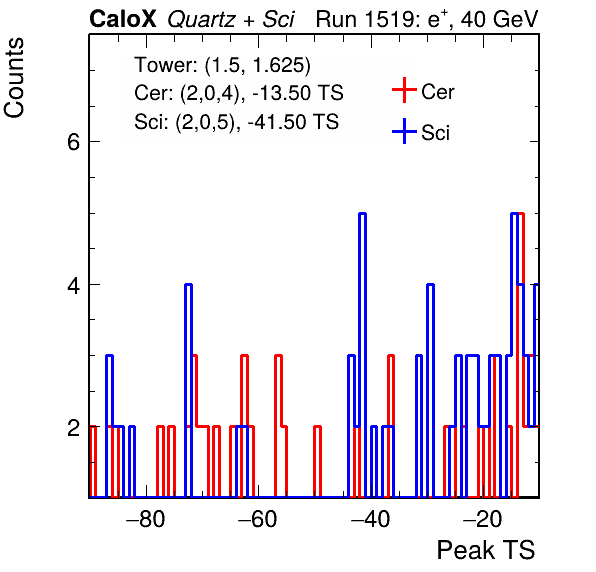 CaloX Quartz + Sci Run 1519: e⁺, 40 GeV
Counts
Tower: (1.5, 1.625)
Cer: (2,0,4), -13.50 TS
Sci: (2,0,5), -41.50 TS
Cer
Sci
6
4
2
−80 −60 −40 −20
Peak TS